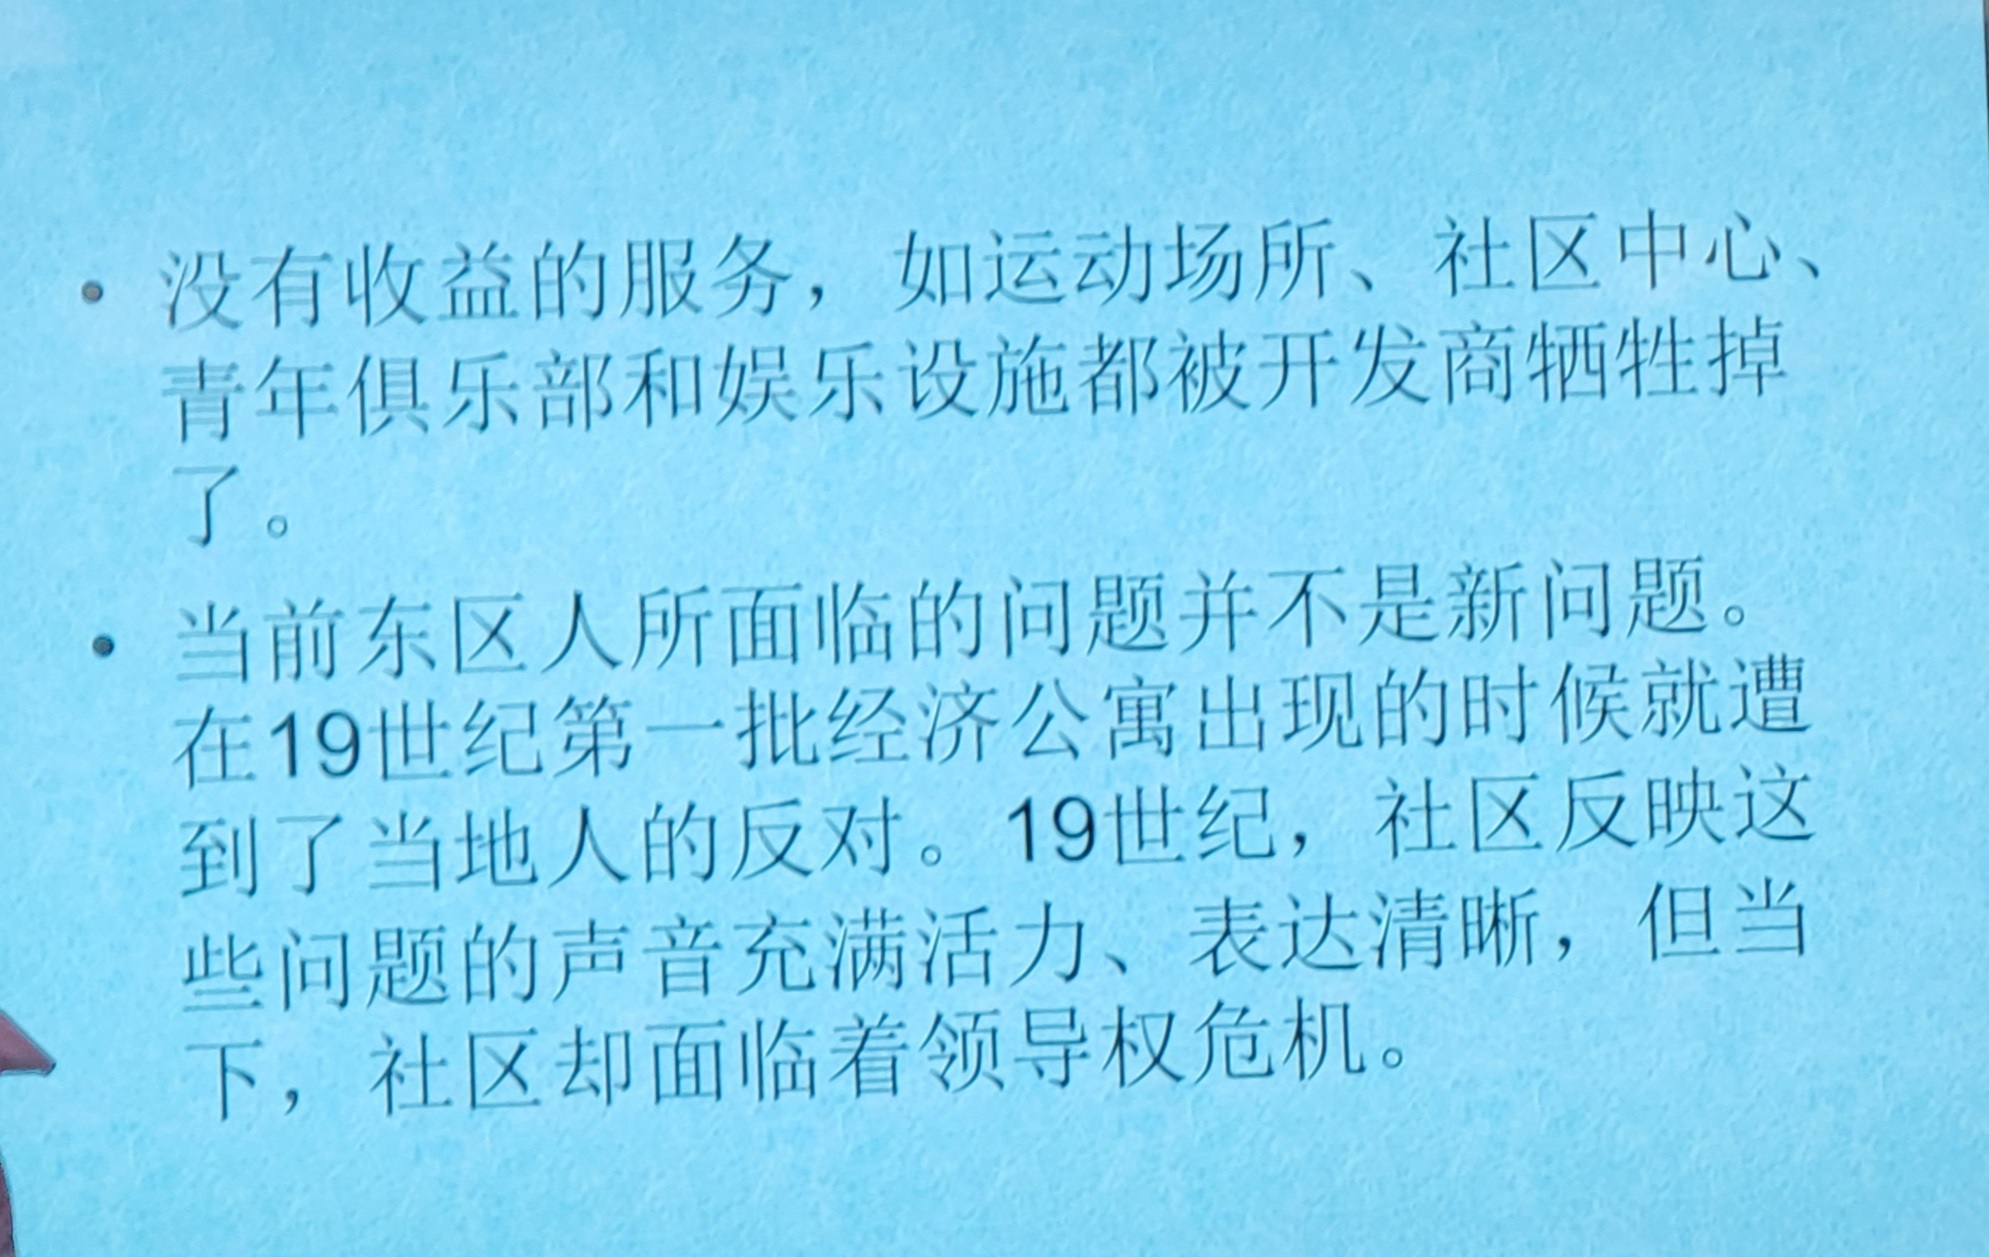 • 没有收益的服务，如运动场所、社区中心、
青年俱乐部和娱乐设施都被开发商牺牲掉
了。
• 当前东区人所面临的问题并不是新问题。
在19世纪第一批经济公寓出现的时候就遭
到了当地人的反对。19世纪，社区反映这
些问题的声音充满活力、表达清晰，但当
下，社区却面临着领导权危机。